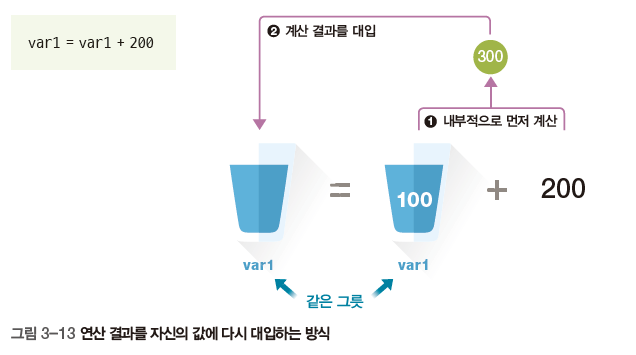 var1 = var1 + 200
❷ 계산 결과를 대입
300
❶ 내부적으로 먼저 계산
= 100 + 200
var1 var1
같은 그릇
그림 3–13 연산 결과를 자신의 값에 다시 대입하는 방식